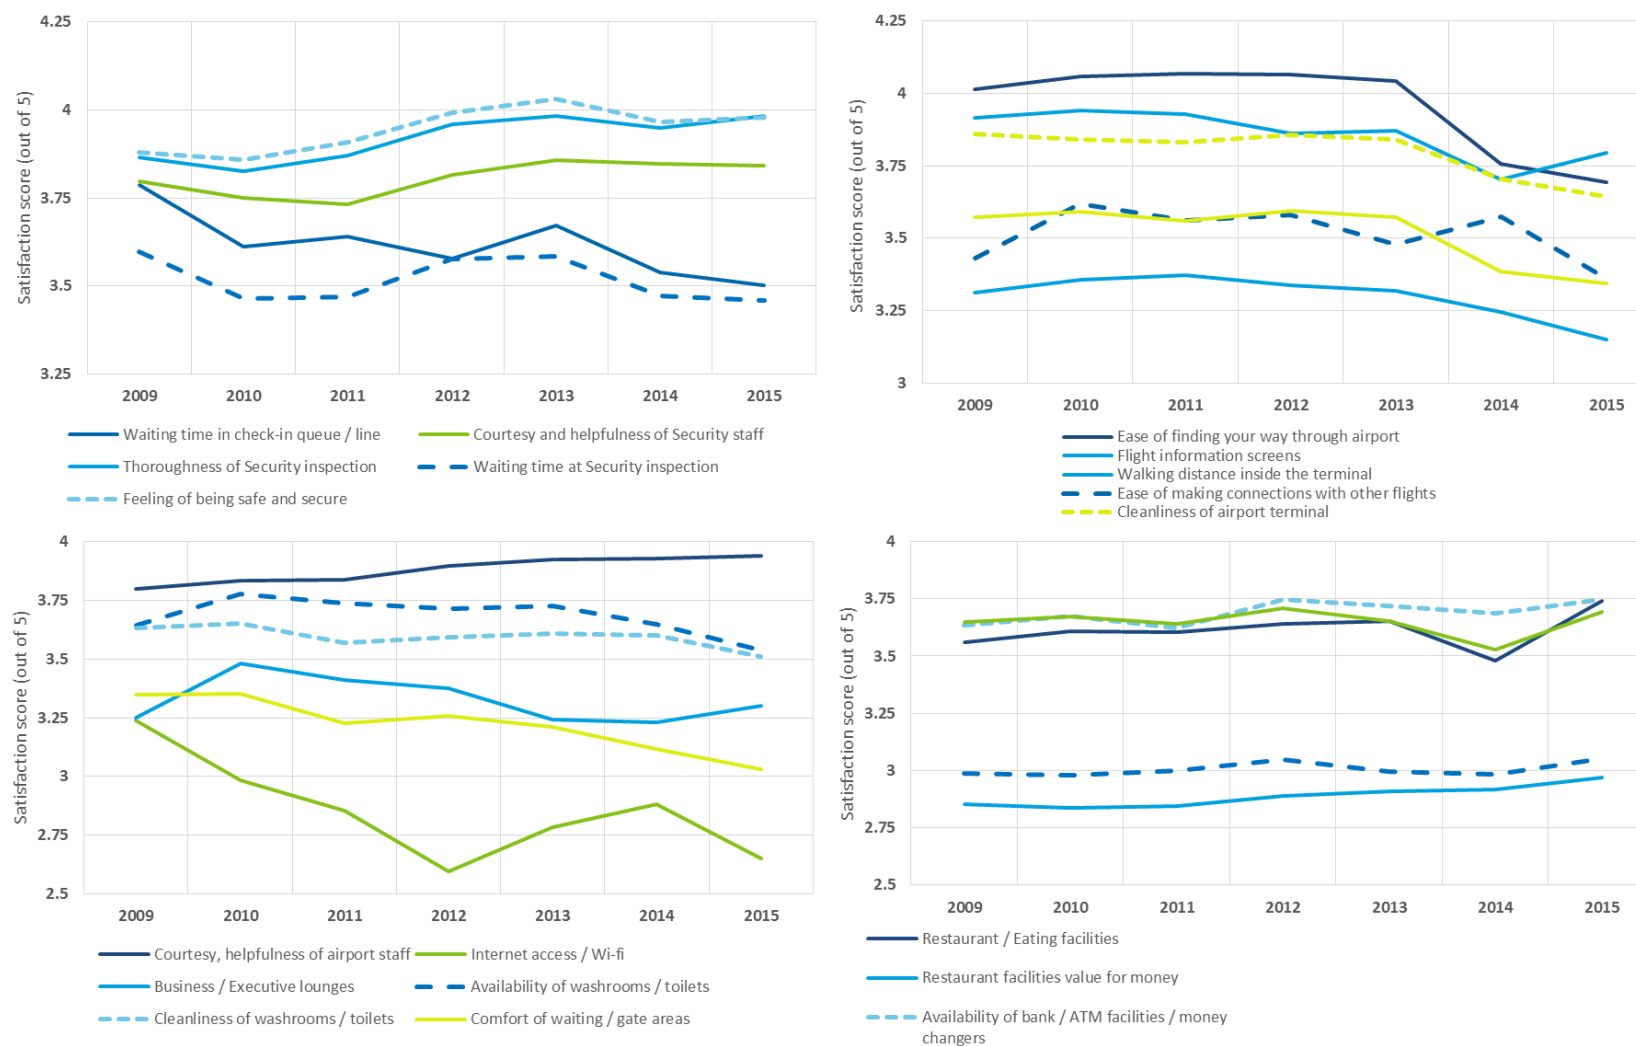 Satisfaction score (out of 5)
4.25
4
3.75
3.5
3.25
2009 2010 2011 2012 2013 2014 2015
Waiting time in check-in queue / line
Courtesy and helpfulness of Security staff
Thoroughness of Security inspection
Waiting time at Security inspection
Feeling of being safe and secure
Satisfaction score (out of 5)
4.25
4
3.75
3.5
3.25
3
2009 2010 2011 2012 2013 2014 2015
Ease of finding your way through airport
Flight information screens
Walking distance inside the terminal
Ease of making connections with other flights
Cleanliness of airport terminal
Satisfaction score (out of 5)
4
3.75
3.5
3.25
3
2.75
2.5
2009 2010 2011 2012 2013 2014 2015
Courtesy, helpfulness of airport staff
Internet access / Wi-fi
Business / Executive lounges
Availability of washrooms / toilets
Cleanliness of washrooms / toilets
Comfort of waiting / gate areas
Satisfaction score (out of 5)
4
3.75
3.5
3.25
3
2.75
2.5
2009 2010 2011 2012 2013 2014 2015
Restaurant / Eating facilities
Restaurant facilities value for money
Availability of bank / ATM facilities / money
changers